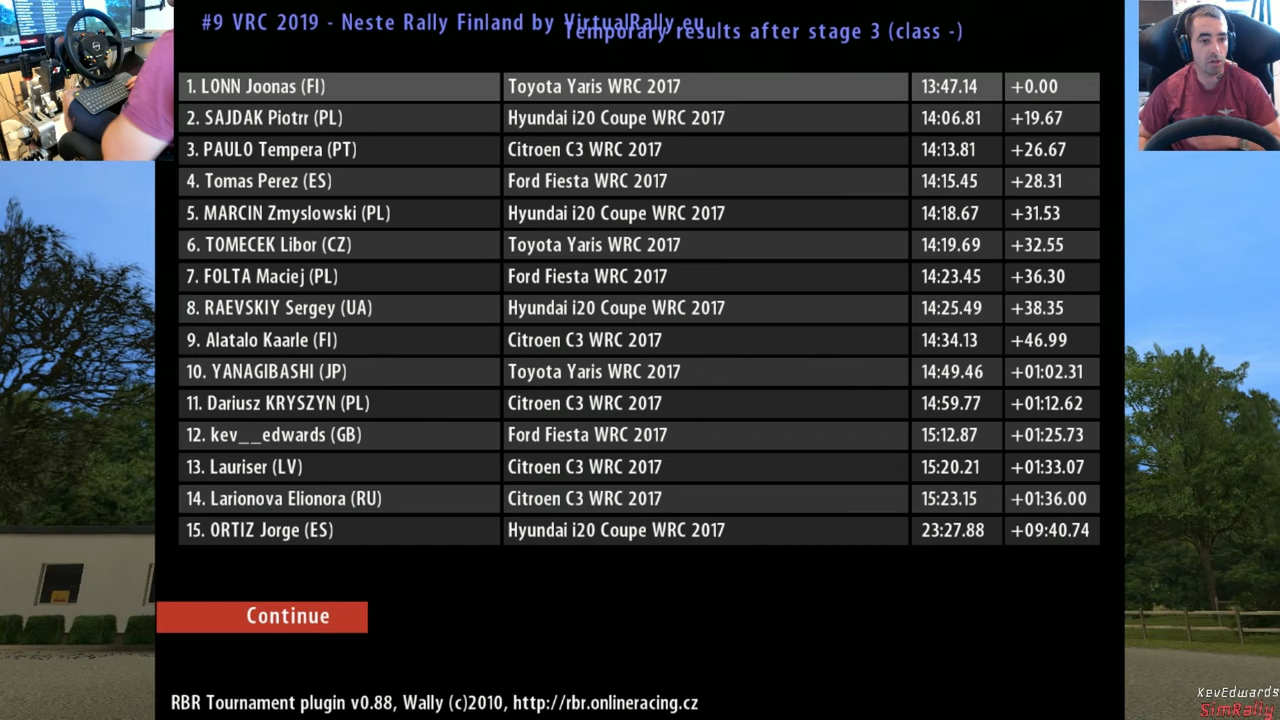 #9 VRC 2019 - Neste Rally Finland by VirtualRally.eu
Temporary results after stage 3 (class -)
1. LONN Joonas (FI) Toyota Yaris WRC 2017 13:47.14 +0.00
2. SAJDAK Piotrr (PL) Hyundai i20 Coupe WRC 2017 14:06.81 +19.67
3. PAULO Tempera (PT) Citroen C3 WRC 2017 14:13.81 +26.67
4. Tomas Perez (ES) Ford Fiesta WRC 2017 14:15.45 +28.31
5. MARCIN Zmyslowski (PL) Hyundai i20 Coupe WRC 2017 14:18.67 +31.53
6. TOMECEK Libor (CZ) Toyota Yaris WRC 2017 14:19.69 +32.55
7. FOLTA Maciej (PL) Ford Fiesta WRC 2017 14:23.45 +36.30
8. RAEVSKIY Sergey (UA) Hyundai i20 Coupe WRC 2017 14:25.49 +38.35
9. Alatalo Kaarle (FI) Citroen C3 WRC 2017 14:34.13 +46.99
10. YANAGIBASHI (JP) Toyota Yaris WRC 2017 14:49.46 +01:02.31
11. Dariusz KRYSZYN (PL) Citroen C3 WRC 2017 14:59.77 +01:12.62
12. kev__edwards (GB) Ford Fiesta WRC 2017 15:12.87 +01:25.73
13. Lauriser (LV) Citroen C3 WRC 2017 15:20.21 +01:33.07
14. Larionova Elionora (RU) Citroen C3 WRC 2017 15:23.15 +01:36.00
15. ORTIZ Jorge (ES) Hyundai i20 Coupe WRC 2017 23:27.88 +09:40.74
Continue
RBR Tournament plugin v0.88, Wally (c)2010, http://rbr.onlineracing.cz
KevEdwards
SimRally